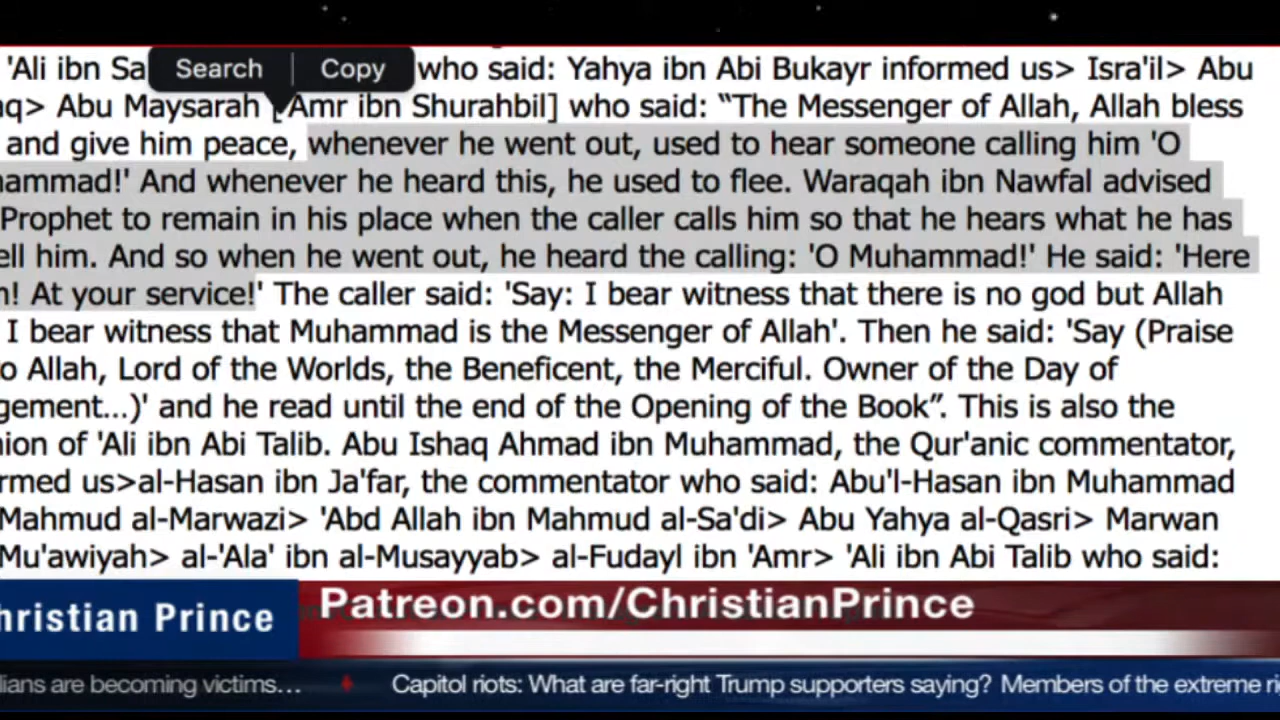 'Ali ibn Sa
Search
Copy
who said: Yahya ibn Abi Bukayr informed us> Isra'il> Abu
aq> Abu Maysarah ['Amr ibn Shurahbil] who said: “The Messenger of Allah, Allah bless
and give him peace, whenever he went out, used to hear someone calling him 'O
hammad!' And whenever he heard this, he used to flee. Waraqah ibn Nawfal advised
Prophet to remain in his place when the caller calls him so that he hears what he has
ell him. And so when he went out, he heard the calling: 'O Muhammad!' He said: 'Here
! At your service!' The caller said: 'Say: I bear witness that there is no god but Allah
I bear witness that Muhammad is the Messenger of Allah'. Then he said: 'Say (Praise
o Allah, Lord of the Worlds, the Beneficent, the Merciful. Owner of the Day of
gement...)' and he read until the end of the Opening of the Book”. This is also the
nion of 'Ali ibn Abi Talib. Abu Ishaq Ahmad ibn Muhammad, the Qur'anic commentator,
rmed us>al-Hasan ibn Ja'far, the commentator who said: Abu'l-Hasan ibn Muhammad
Mahmud al-Marwazi> 'Abd Allah ibn Mahmud al-Sa'di> Abu Yahya al-Qasri> Marwan
Mu'awiyah> al-'Ala' ibn al-Musayyab> al-Fudayl ibn 'Amr> 'Ali ibn Abi Talib who said:
hristian Prince
Patreon.com/ChristianPrince
lians are becoming victims... Capitol riots: What are far-right Trump supporters saying? Members of the extreme ri